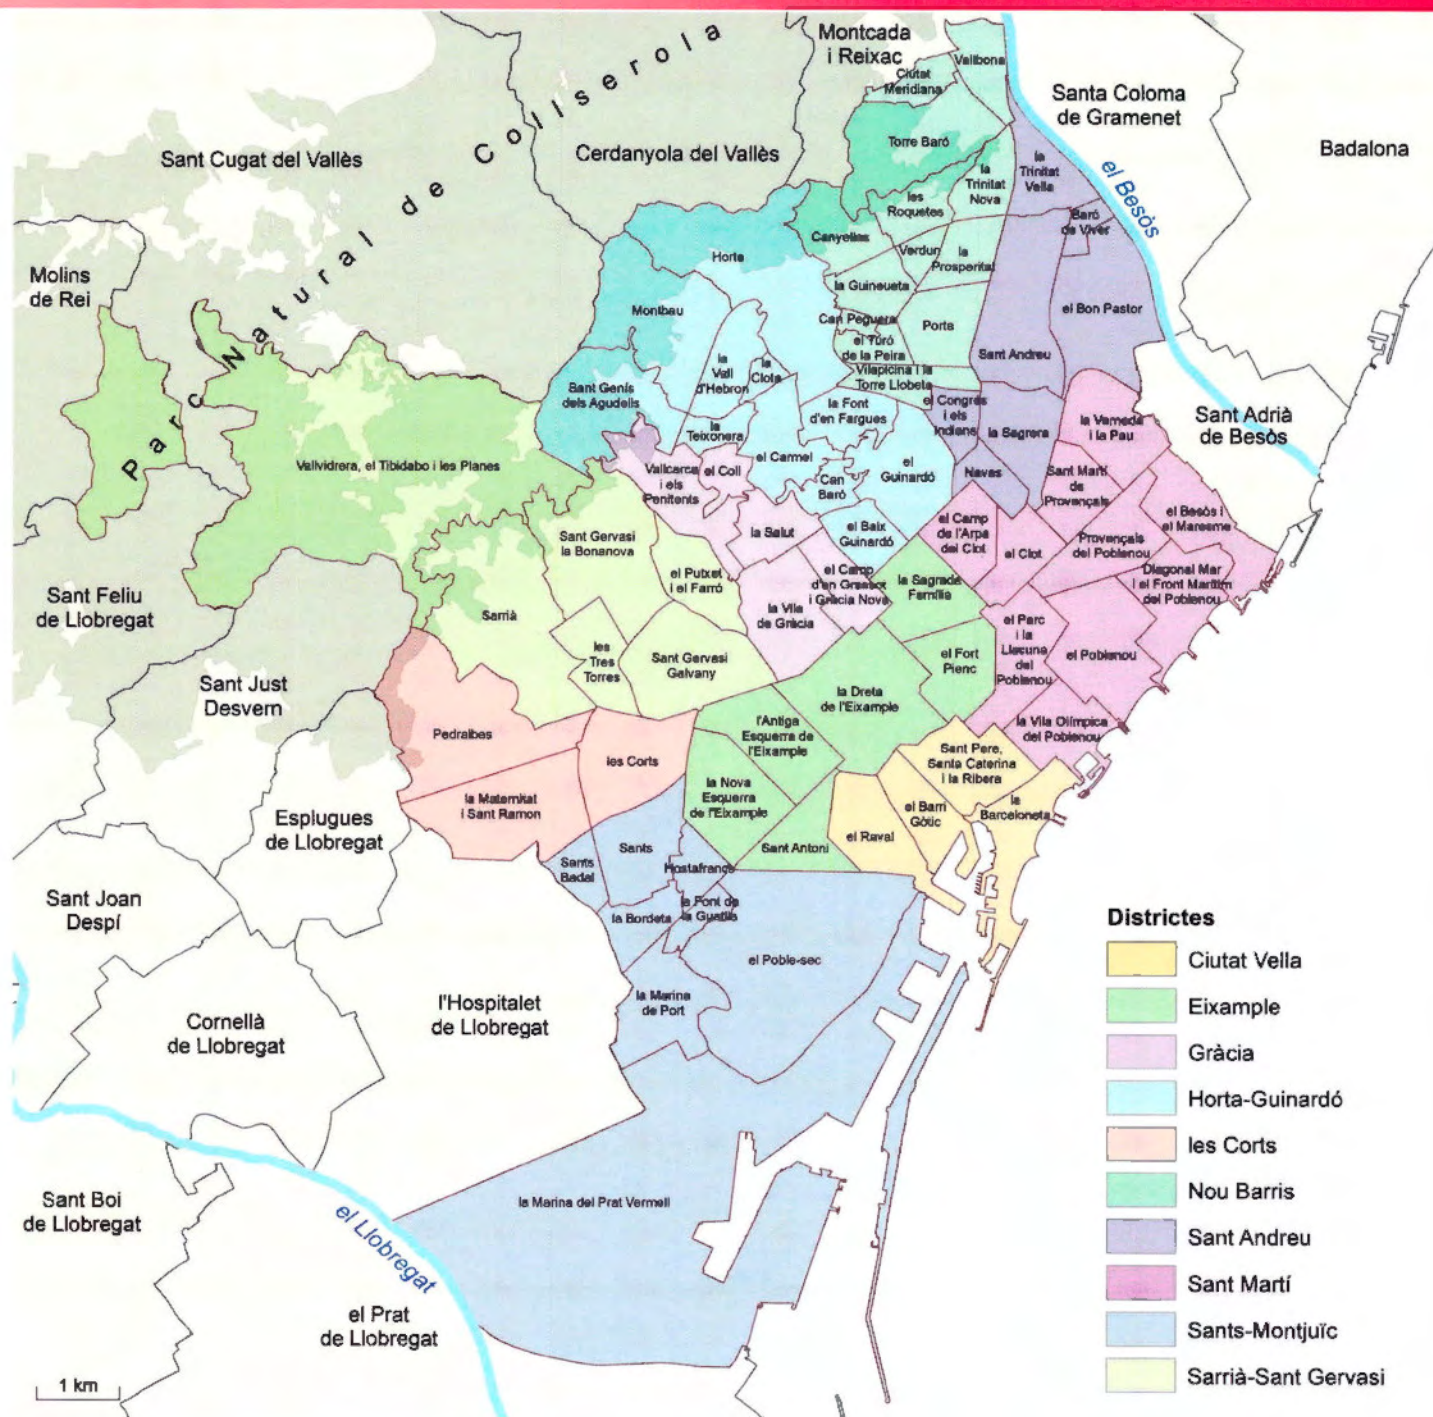 Montcada
i Reixac
Parc Natural de Collserola
Sant Cugat del Vallès
Cerdanyola del Vallès
Santa Coloma
de Gramenet
Badalona
el Besòs
Molins
de Rei
Sant Adrià
de Besòs
Sant Feliu
de Llobregat
Sant Just
Desvern
Esplugues
de Llobregat
Sant Joan
Despí
Cornellà
de Llobregat
l'Hospitalet
de Llobregat
Sant Boi
de Llobregat
el Llobregat
el Prat
de Llobregat
1 km
Vallbona
Ciutat
Meridiana
Torre Baró
la
Trinitat
Nova
la
Trinitat
Vella
les
Roquetes
Baró
de Viver
Canyelles
Verdun
la
Prosperitat
Horta
la Guineueta
el Bon Pastor
Montbau
Can Peguera
Porta
el Turó
de la Peira
Sant Andreu
la
Vall
d'Hebron
la
Clota
Vilapicina i la
Torre Llobeta
Sant Genís
dels Agudells
la Font
d'en Fargues
el Congrés
i els
Indians
la Sagrera
la Verneda
i la Pau
la
Teixonera
el Carmel
Vallvidrera, el Tibidabo i les Planes
Vallcarca
i els
Penitents
el Coll
Can
Baró
el
Guinardó
Navas
Sant Martí
de
Provençals
el Besòs i
el Maresme
Sant Gervasi
la Bonanova
la Salut
el Baix
Guinardó
el Camp
de l'Arpa
del Clot
el Clot
Provençals
del Poblenou
el Putxet
i el Farró
el Camp
d'en Grassot
i Gràcia Nova
la Sagrada
Família
Diagonal Mar
i el Front Marítim
del Poblenou
Sarrià
la Vila
de Gràcia
el Parc
i la
Llacuna
del
Poblenou
les
Tres
Torres
Sant Gervasi
Galvany
el Fort
Pienc
el Poblenou
la Dreta
de l'Eixample
Pedralbes
l'Antiga
Esquerra de
l'Eixample
la Vila Olímpica
del Poblenou
les Corts
Sant Pere,
Santa Caterina
i la Ribera
la Maternitat
i Sant Ramon
la Nova
Esquerra
de l'Eixample
el Barri
Gòtic
la
Barceloneta
el Raval
Sant Antoni
Sants
Sants
Badal
Hostafrancs
la Bordeta
la Font de
la Guatlla
el Poble-sec
la Marina
de Port
la Marina del Prat Vermell
Districtes
Ciutat Vella
Eixample
Gràcia
Horta-Guinardó
les Corts
Nou Barris
Sant Andreu
Sant Martí
Sants-Montjuïc
Sarrià-Sant Gervasi